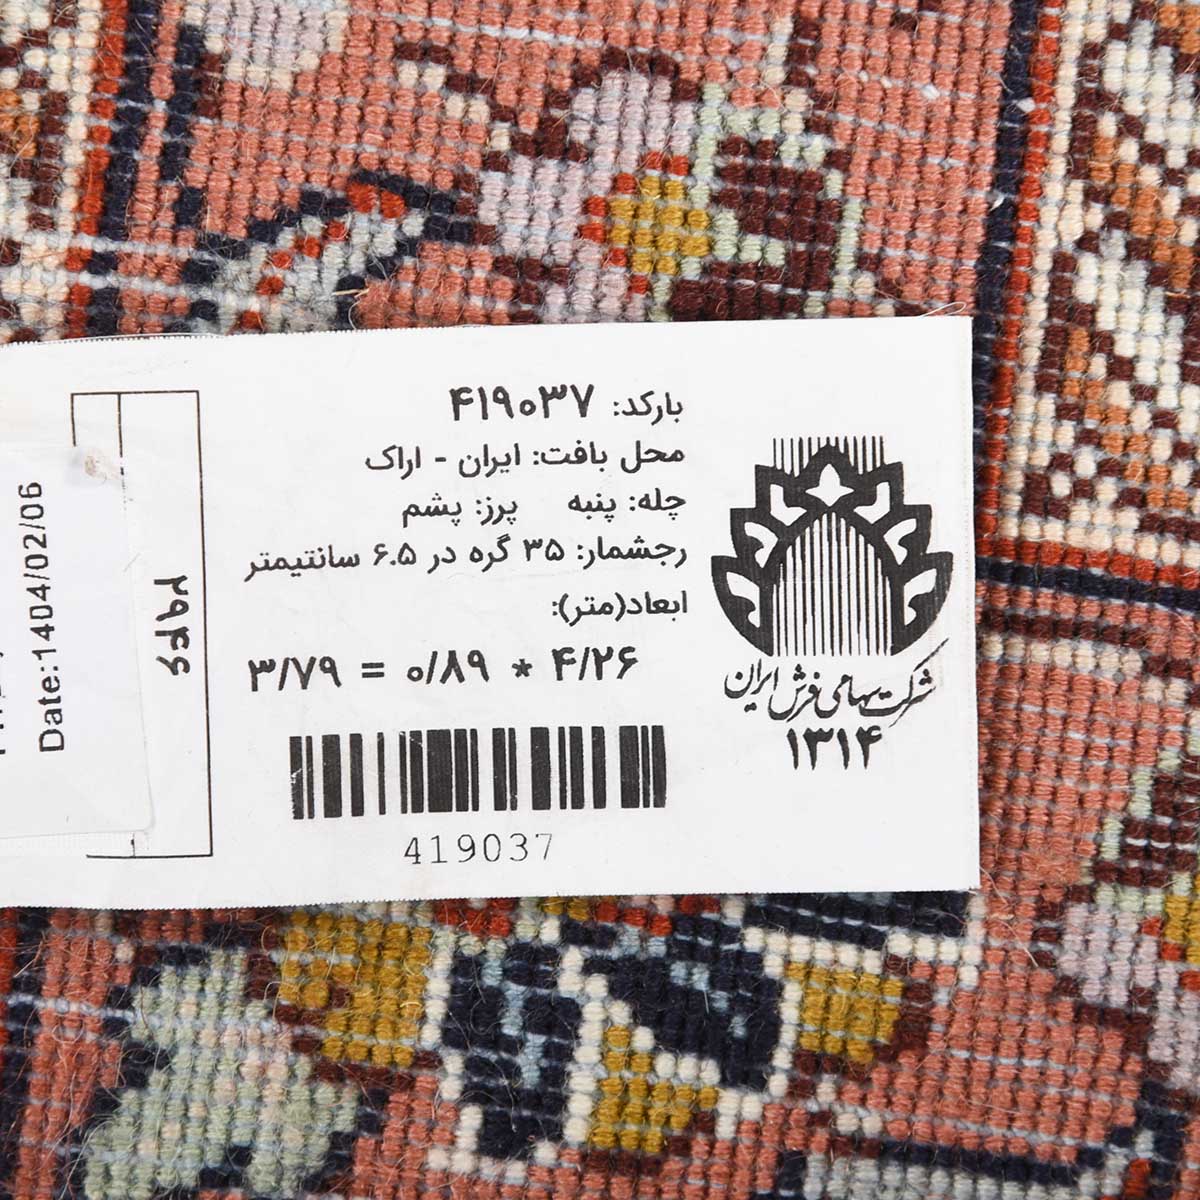 بارکد: ۴۱۹۰۳۷
محل بافت: ایران - اراک
چله: پنبه پرز: پشم
رجشمار: ۳۵ گره در ۶.۵ سانتیمتر
ابعاد(متر):
۴/۲۶ * ۰/۸۹ = ۳/۷۹
419037
شرکت سهامی فرش ایران
۱۳۱۴
۲۹۴۶
Date:1404/02/06